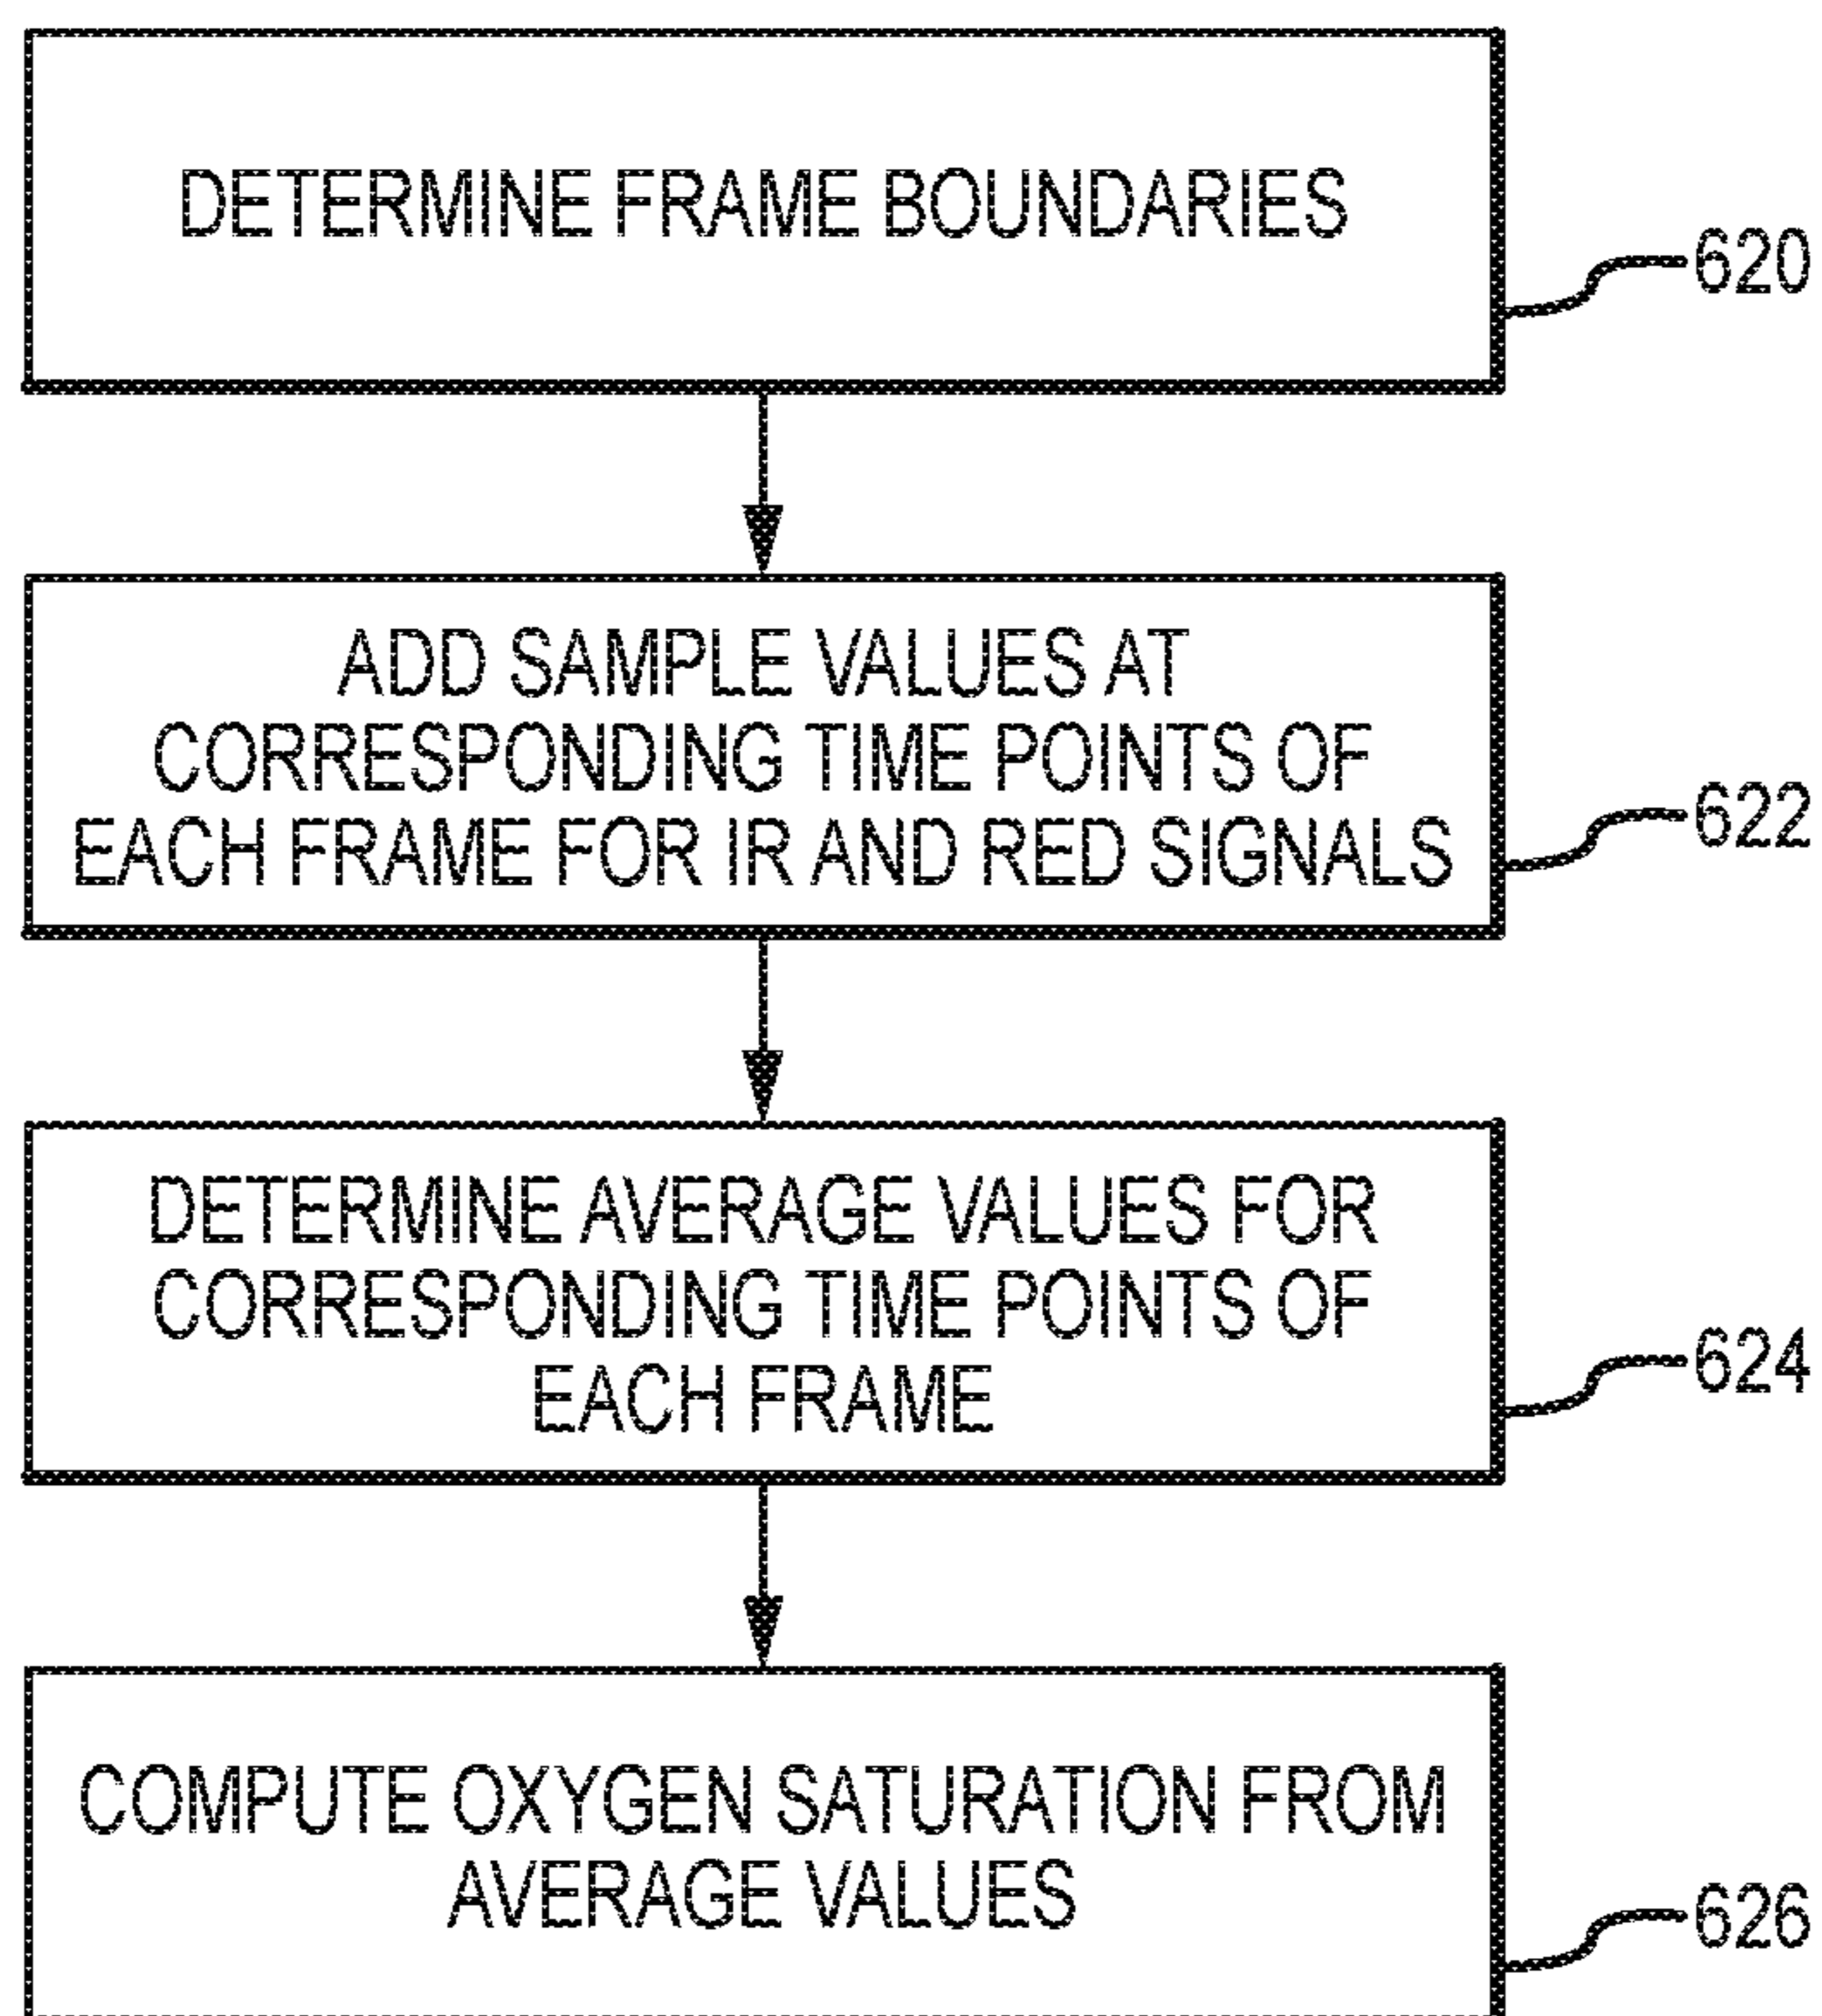 DETERMINE FRAME BOUNDARIES
620
ADD SAMPLE VALUES AT
CORRESPONDING TIME POINTS OF
EACH FRAME FOR IR AND RED SIGNALS
622
DETERMINE AVERAGE VALUES FOR
CORRESPONDING TIME POINTS OF
EACH FRAME
624
COMPUTE OXYGEN SATURATION FROM
AVERAGE VALUES
626